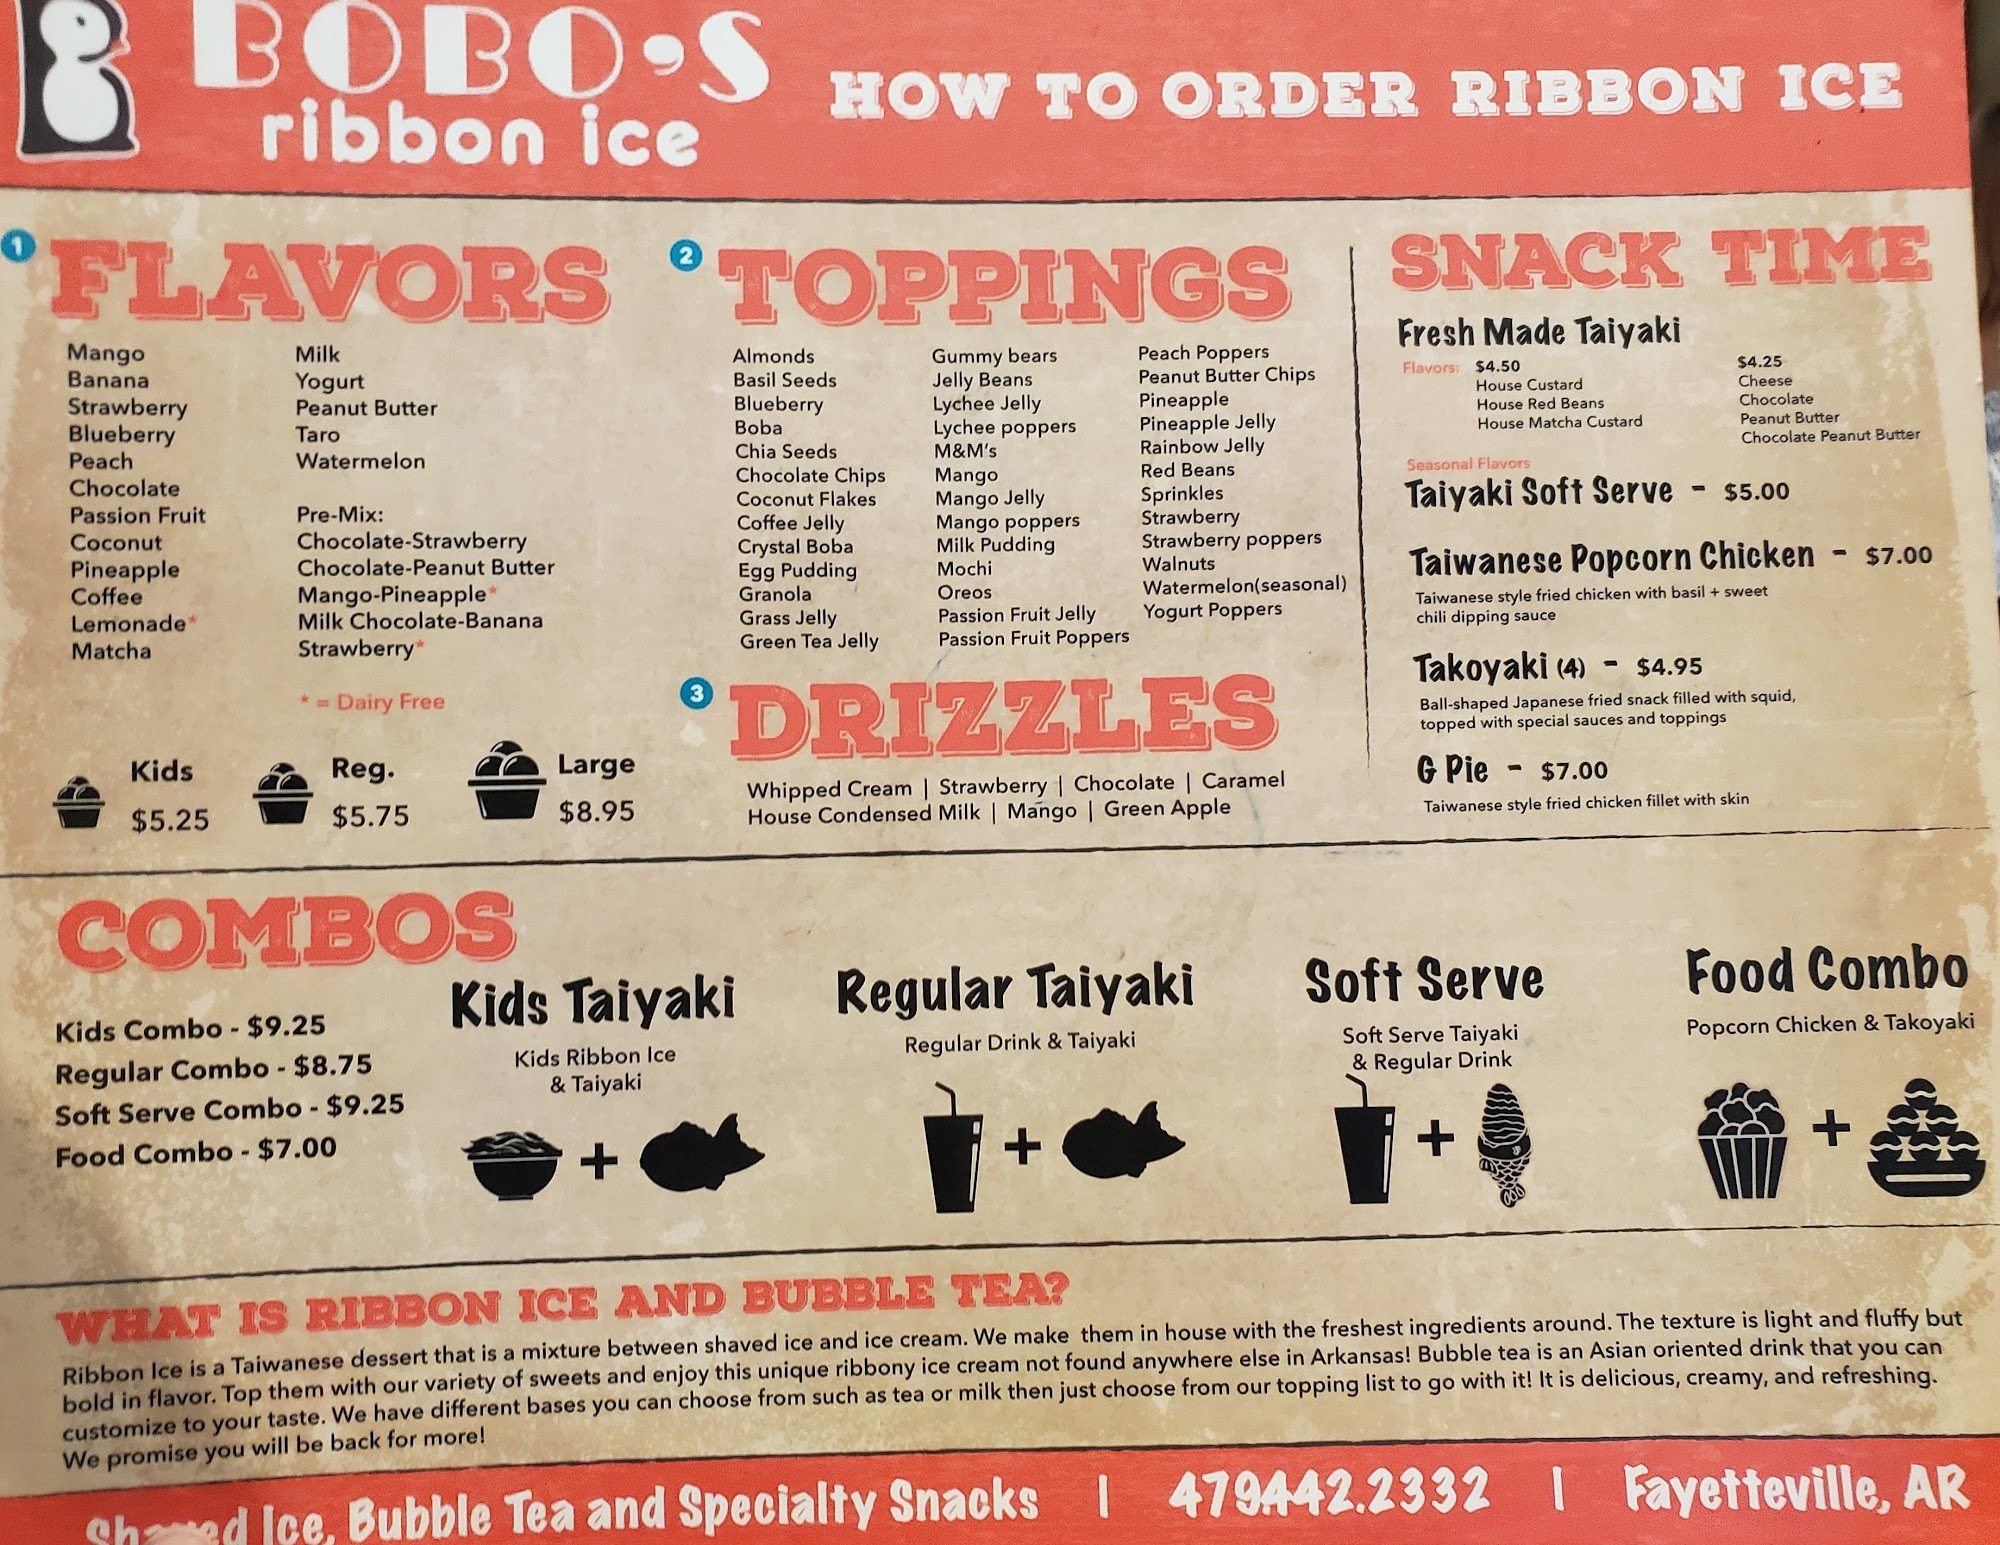 BOBO's
ribbon ice
HOW TO ORDER RIBBON ICE
1
FLAVORS
Mango
Banana
Strawberry
Blueberry
Peach
Chocolate
Passion Fruit
Coconut
Pineapple
Coffee
Lemonade*
Matcha
Milk
Yogurt
Peanut Butter
Taro
Watermelon
Pre-Mix:
Chocolate-Strawberry
Chocolate-Peanut Butter
Mango-Pineapple*
Milk Chocolate-Banana
Strawberry*
* = Dairy Free
Kids
$5.25
Reg.
$5.75
Large
$8.95
2
TOPPINGS
Almonds
Basil Seeds
Blueberry
Boba
Chia Seeds
Chocolate Chips
Coconut Flakes
Coffee Jelly
Crystal Boba
Egg Pudding
Granola
Grass Jelly
Green Tea Jelly
Gummy bears
Jelly Beans
Lychee Jelly
Lychee poppers
M&M's
Mango
Mango Jelly
Mango poppers
Milk Pudding
Mochi
Oreos
Passion Fruit Jelly
Passion Fruit Poppers
Peach Poppers
Peanut Butter Chips
Pineapple
Pineapple Jelly
Rainbow Jelly
Red Beans
Sprinkles
Strawberry
Strawberry poppers
Walnuts
Watermelon(seasonal)
Yogurt Poppers
3
DRIZZLES
Whipped Cream | Strawberry | Chocolate | Caramel
House Condensed Milk | Mango | Green Apple
SNACK TIME
Fresh Made Taiyaki
Flavors:
$4.50
House Custard
House Red Beans
House Matcha Custard
$4.25
Cheese
Chocolate
Peanut Butter
Chocolate Peanut Butter
Seasonal Flavors
Taiyaki Soft Serve - $5.00
Taiwanese Popcorn Chicken - $7.00
Taiwanese style fried chicken with basil + sweet
chili dipping sauce
Takoyaki (4) - $4.95
Ball-shaped Japanese fried snack filled with squid,
topped with special sauces and toppings
G Pie - $7.00
Taiwanese style fried chicken fillet with skin
COMBOS
Kids Combo - $9.25
Regular Combo - $8.75
Soft Serve Combo - $9.25
Food Combo - $7.00
Kids Taiyaki
Kids Ribbon Ice
& Taiyaki
+
Regular Taiyaki
Regular Drink & Taiyaki
+
Soft Serve
Soft Serve Taiyaki
& Regular Drink
+
Food Combo
Popcorn Chicken & Takoyaki
+
WHAT IS RIBBON ICE AND BUBBLE TEA?
Ribbon Ice is a Taiwanese dessert that is a mixture between shaved ice and ice cream. We make them in house with the freshest ingredients around. The texture is light and fluffy but
bold in flavor. Top them with our variety of sweets and enjoy this unique ribbony ice cream not found anywhere else in Arkansas! Bubble tea is an Asian oriented drink that you can
customize to your taste. We have different bases you can choose from such as tea or milk then just choose from our topping list to go with it! It is delicious, creamy, and refreshing.
We promise you will be back for more!
Shaved Ice, Bubble Tea and Specialty Snacks | 479.442.2332 | Fayetteville, AR